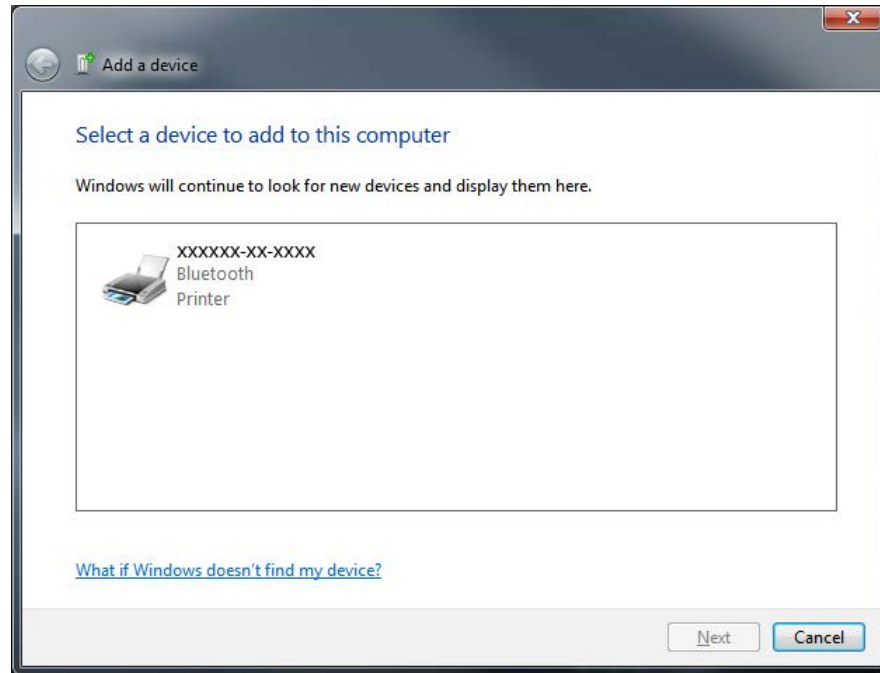 Add a device
Select a device to add to this computer
Windows will continue to look for new devices and display them here.
XXXXXX-XX-XXXX
Bluetooth
Printer
What if Windows doesn't find my device?
Next
Cancel